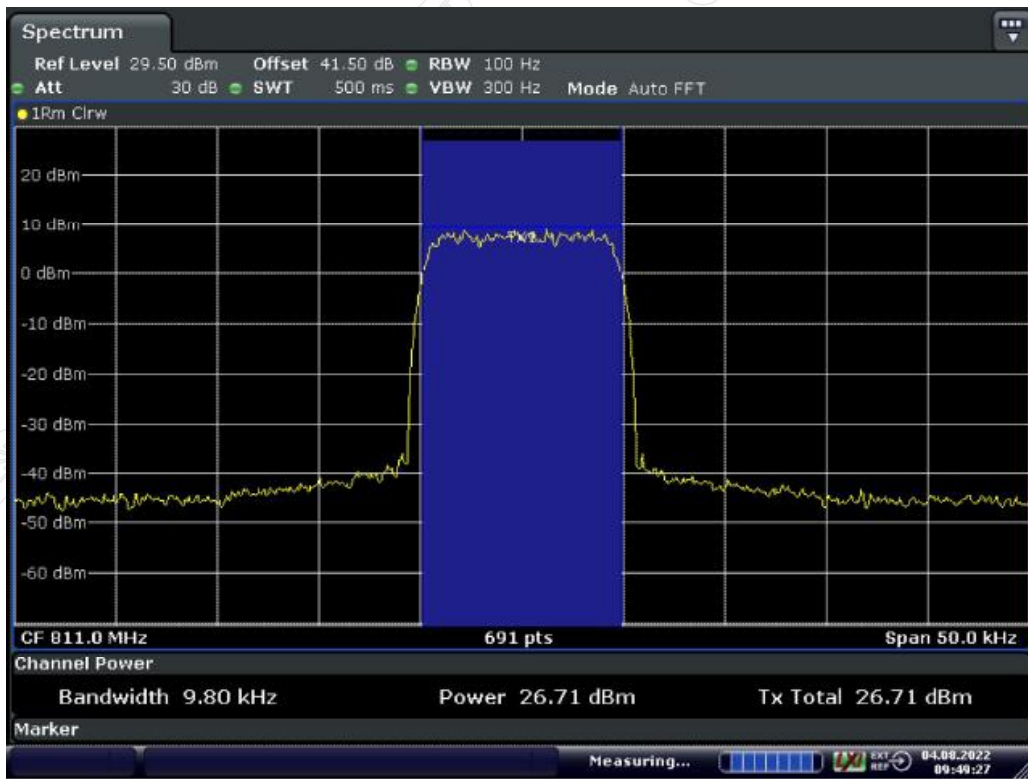 Spectrum
Ref Level 29.50 dBm Offset 41.50 dB RBW 100 Hz
Att 30 dB SWT 500 ms VBW 300 Hz Mode Auto FFT
1Rm Clrw
20 dBm
10 dBm
0 dBm
-10 dBm
-20 dBm
-30 dBm
-40 dBm
-50 dBm
-60 dBm
CF 811.0 MHz 691 pts Span 50.0 kHz
Channel Power
Bandwidth 9.80 kHz Power 26.71 dBm Tx Total 26.71 dBm
Marker
Measuring... LXI EXT REF 04.08.2022
09:49:27